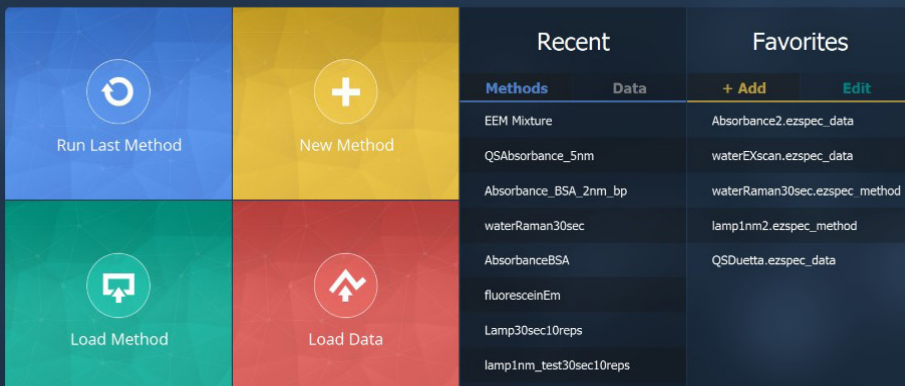 Run Last Method
New Method
Load Method
Load Data
Recent
Methods
Data
EEM Mixture
QSAbsorbance_5nm
Absorbance_BSA_2nm_bp
waterRaman30sec
AbsorbanceBSA
fluoresceinEm
Lamp30sec10reps
lamp1nm_test30sec10reps
Favorites
+ Add
Edit
Absorbance2.ezspec_data
waterEXscan.ezspec_data
waterRaman30sec.ezspec_method
lamp1nm2.ezspec_method
QSDuetta.ezspec_data